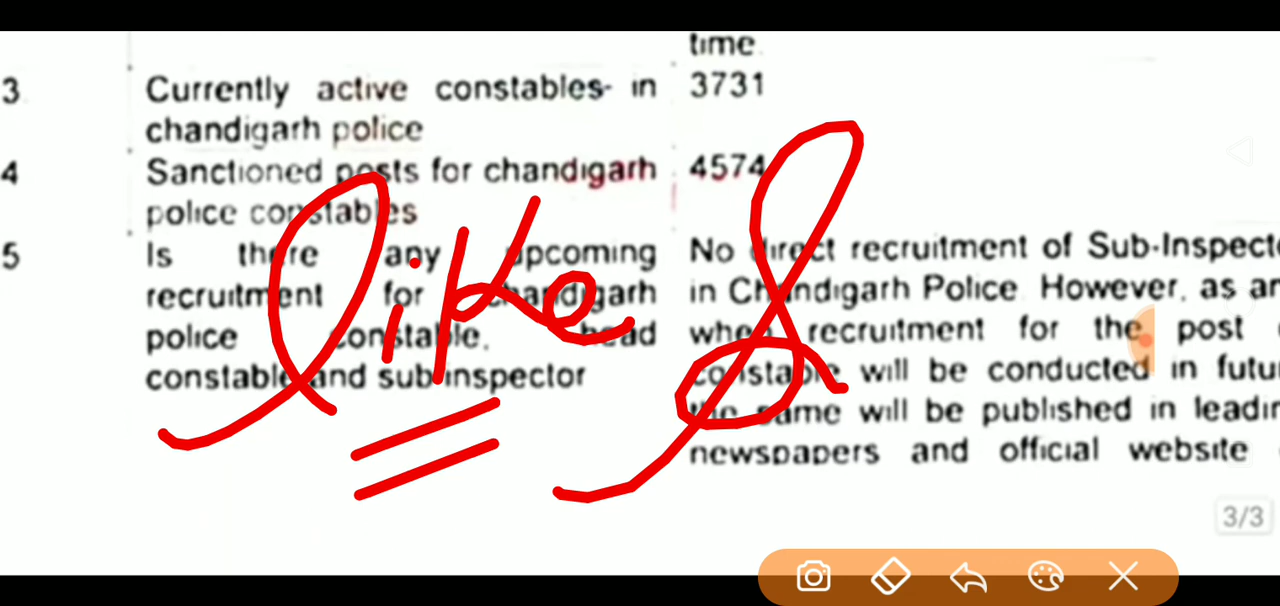 time
3 Currently active constables- in 3731
chandigarh police
4 Sanctioned posts for chandigarh 4574
police constables
5 Is there any upcoming No direct recruitment of Sub-Inspect
recruitment for chandigarh in Chandigarh Police. However, as an
police constable, head when recruitment for the post
constable and sub inspector constable will be conducted in futu
the same will be published in leadin
newspapers and official website
like &
3/3